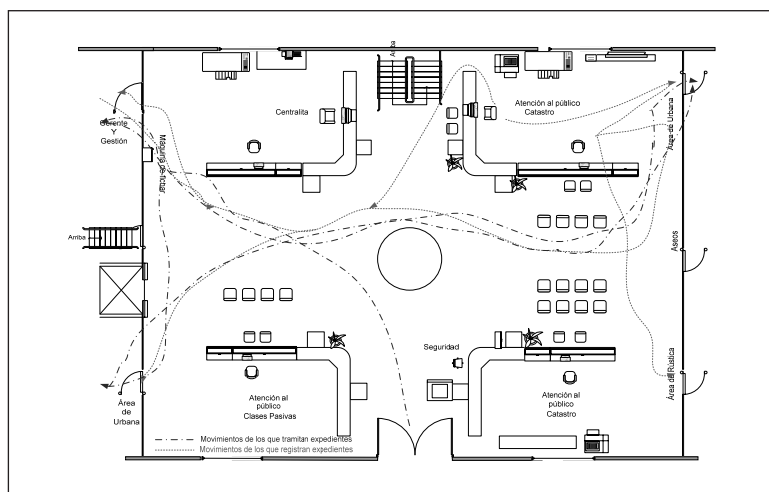 Arriba
Centralita
Atención al público
Catastro
Gerente
Y
Gestión
Maquina de fichar
Área de Urbana
Arriba
Aseos
Seguridad
Área de Rústica
Área
de
Urbana
Atención al
público
Clases Pasivas
Atención al
público
Catastro
Movimientos de los que tramitan expedientes
Movimientos de los que registran expedientes